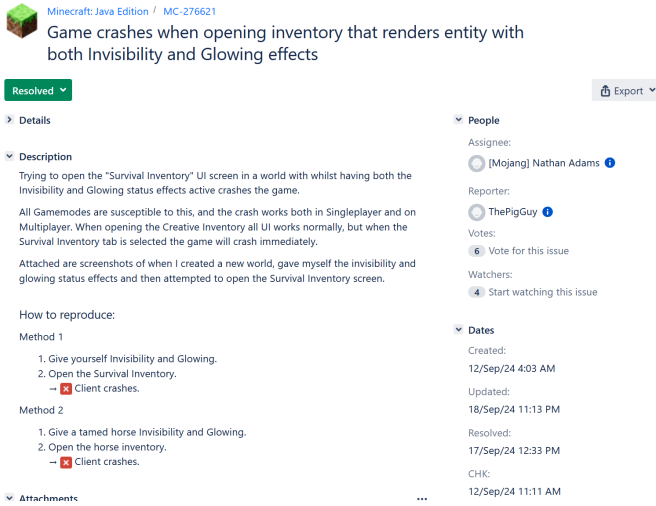 Minecraft: Java Edition / MC-276621
Game crashes when opening inventory that renders entity with
both Invisibility and Glowing effects
Resolved
Export
Details
Description
Trying to open the "Survival Inventory" UI screen in a world with whilst having both the
Invisibility and Glowing status effects active crashes the game.
All Gamemodes are susceptible to this, and the crash works both in Singleplayer and on
Multiplayer. When opening the Creative Inventory all UI works normally, but when the
Survival Inventory tab is selected the game will crash immediately.
Attached are screenshots of when I created a new world, gave myself the invisibility and
glowing status effects and then attempted to open the Survival Inventory screen.
How to reproduce:
Method 1
1. Give yourself Invisibility and Glowing.
2. Open the Survival Inventory.
→ Client crashes.
Method 2
1. Give a tamed horse Invisibility and Glowing.
2. Open the horse inventory.
→ Client crashes.
Attachments
People
Assignee:
[Mojang] Nathan Adams
Reporter:
ThePigGuy
Votes:
6 Vote for this issue
Watchers:
4 Start watching this issue
Dates
Created:
12/Sep/24 4:03 AM
Updated:
18/Sep/24 11:13 PM
Resolved:
17/Sep/24 12:33 PM
CHK:
12/Sep/24 11:11 AM